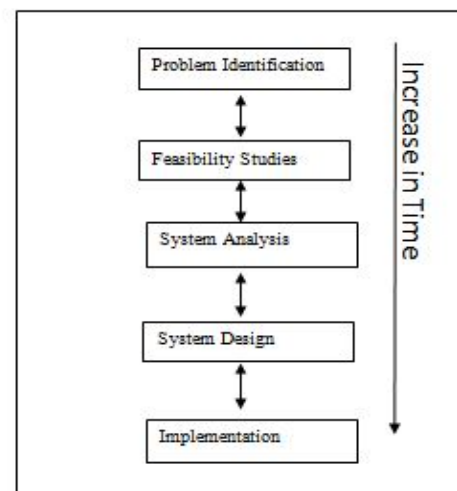 Problem Identification
Feasibility Studies
System Analysis
System Design
Implementation
Increase in Time